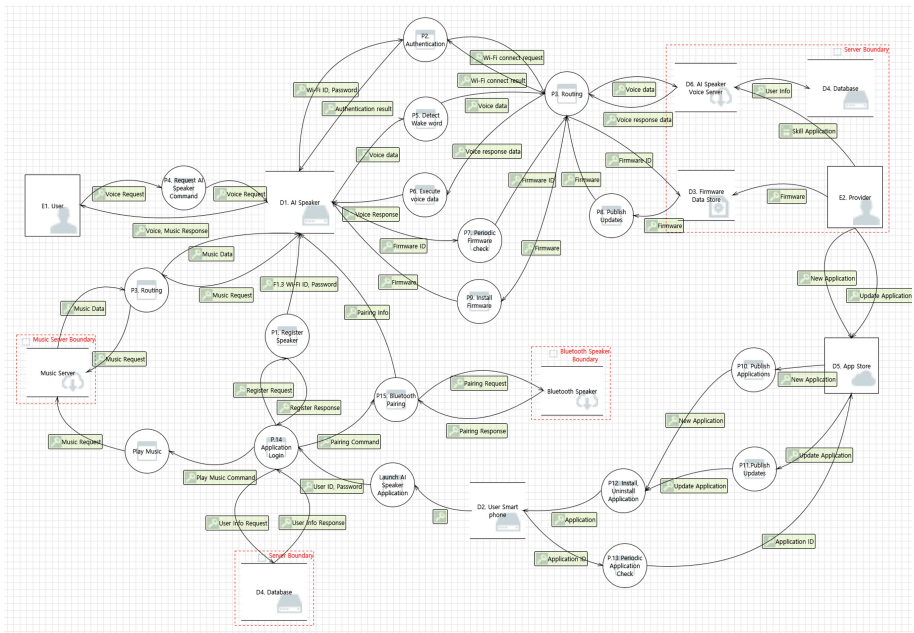 P2.
Authentication
Wi-Fi connect request
Wi-Fi connect result
Wi-Fi ID, Password
Authentication result
P5. Detect
Wake word
Voice data
Voice data
P3. Routing
Voice data
Voice response data
Server Boundary
D6. AI Speaker
Voice Server
User Info
D4. Database
Skill Application
Voice response data
Firmware ID
Firmware
Firmware ID
P4. Request AI
Speaker
Command
Voice Request
Voice Request
E1. User
D1. AI Speaker
P6. Execute
voice data
Voice Response
Voice, Music Response
P7. Periodic
Firmware
check
Firmware ID
P8. Publish
Updates
Firmware
D3. Firmware
Data Store
Firmware
E2. Provider
Firmware
Firmware
P9. Install
Firmware
Music Data
Music Request
P3. Routing
F1.3 Wi-Fi ID, Password
Pairing Info
New Application
Update Application
Music Data
Music Request
Music Server Boundary
Music Server
P1. Register
Speaker
Register Request
Register Response
P15. Bluetooth
Pairing
Pairing Request
Pairing Response
Bluetooth Speaker
Boundary
Bluetooth Speaker
P10. Publish
Applications
New Application
D5. App Store
New Application
Music Request
Play Music
Play Music Command
P.14
Application
Login
Pairing Command
User ID, Password
Launch AI
Speaker
Application
D2. User Smart
phone
P12. Install,
Uninstall
Application
Application
Update Application
P11.Publish
Updates
Update Application
User Info Request
User Info Response
Application ID
P.13 Periodic
Application
Check
Application ID
Server Boundary
D4. Database